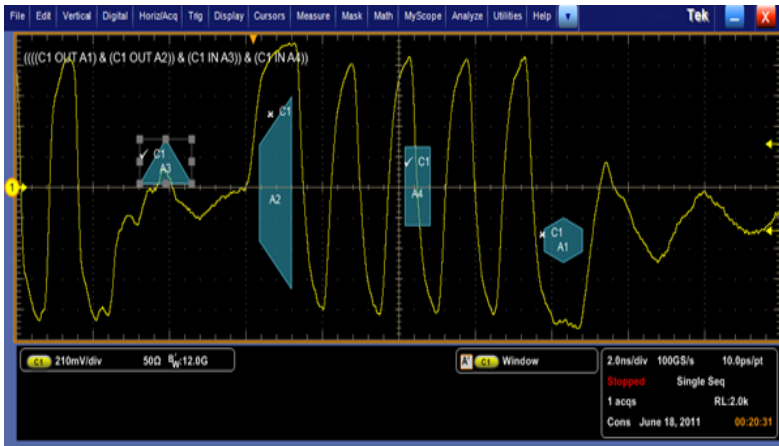 File Edit Vertical Digital Horiz/Acq Trig Display Cursors Measure Mask Math MyScope Analyze Utilities Help Tek X
((((C1 OUT A1) & (C1 OUT A2)) & (C1 IN A3)) & (C1 IN A4))
C1
A3
x C1
A2
C1
A4
x C1
A1
1
C1 210mV/div 50Ω BW:12.0G
A' C1 Window
2.0ns/div 100GS/s 10.0ps/pt
Stopped Single Seq
1 acqs RL:2.0k
Cons June 18, 2011 00:20:31